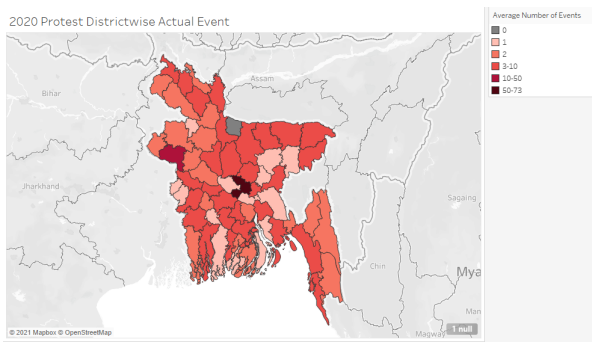 2020 Protest Districtwise Actual Event
Average Number of Events
0
1
2
3-10
10-50
50-73
Assam
Bihar
Jharkhand
Sagaing
Chin
Mya
Man
Magway
1 null
© 2021 Mapbox © OpenStreetMap